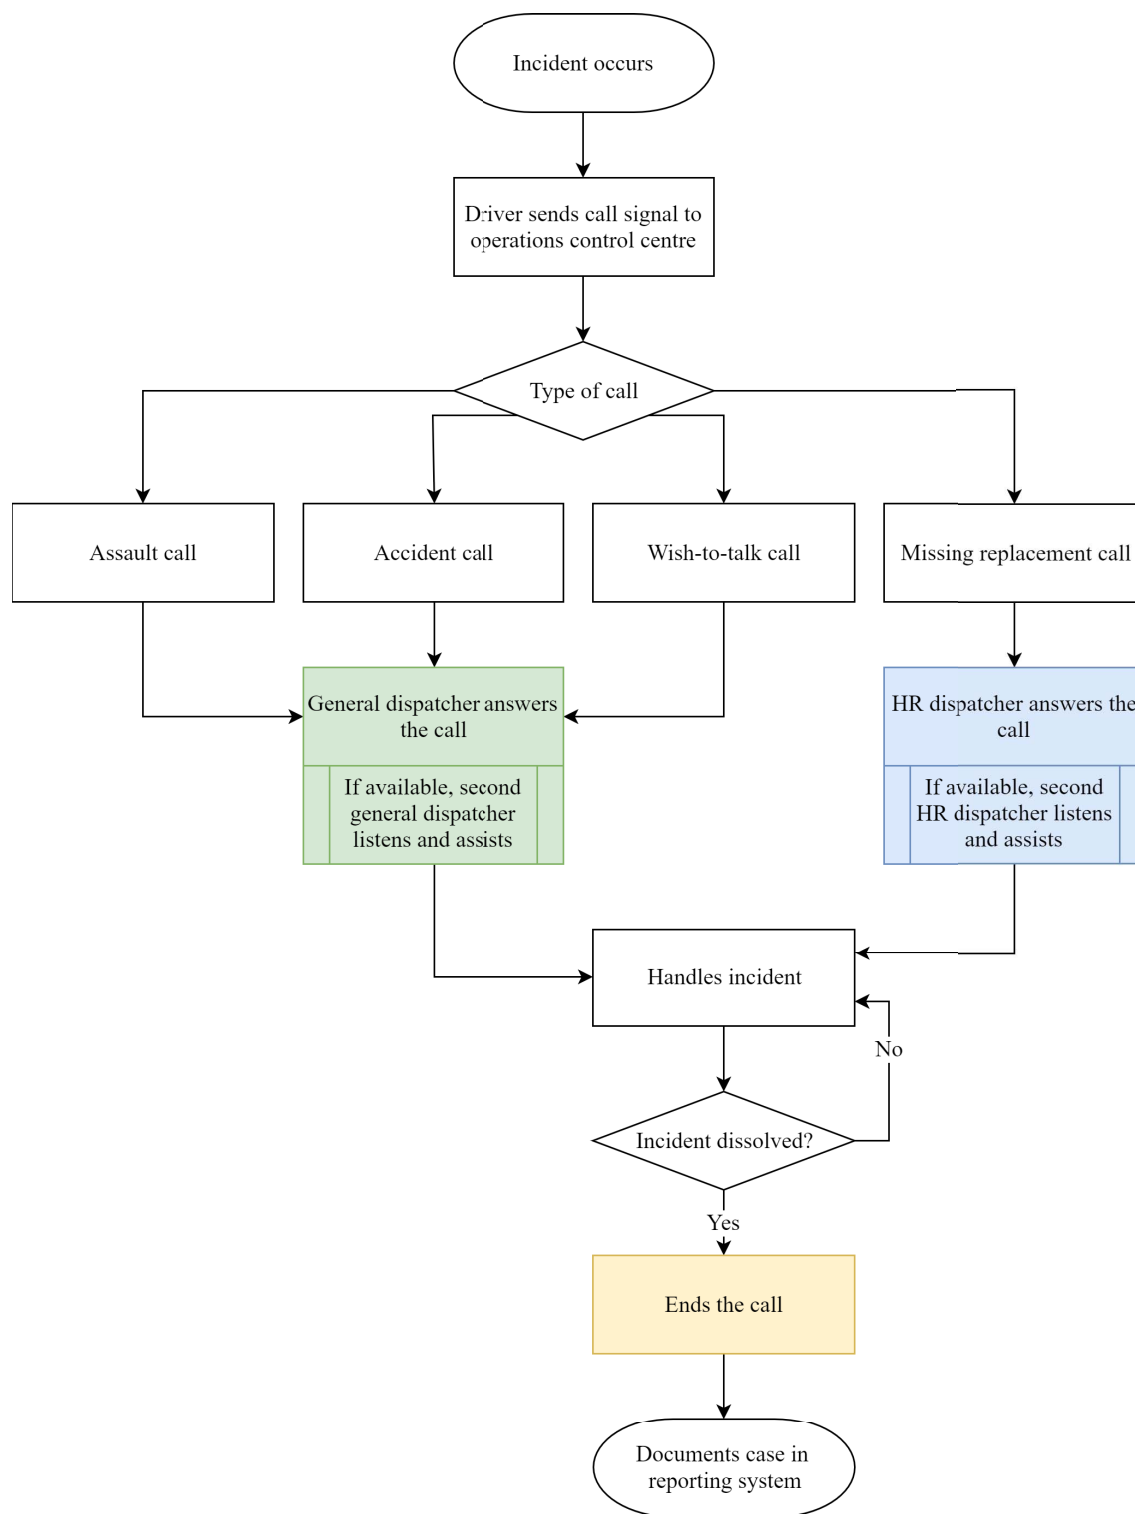 Incident occurs
Driver sends call signal to
operations control centre
Type of call
Assault call
Accident call
Wish-to-talk call
Missing replacement call
General dispatcher answers
the call
If available, second
general dispatcher
listens and assists
HR dispatcher answers the
call
If available, second
HR dispatcher listens
and assists
Handles incident
No
Incident dissolved?
Yes
Ends the call
Documents case in
reporting system